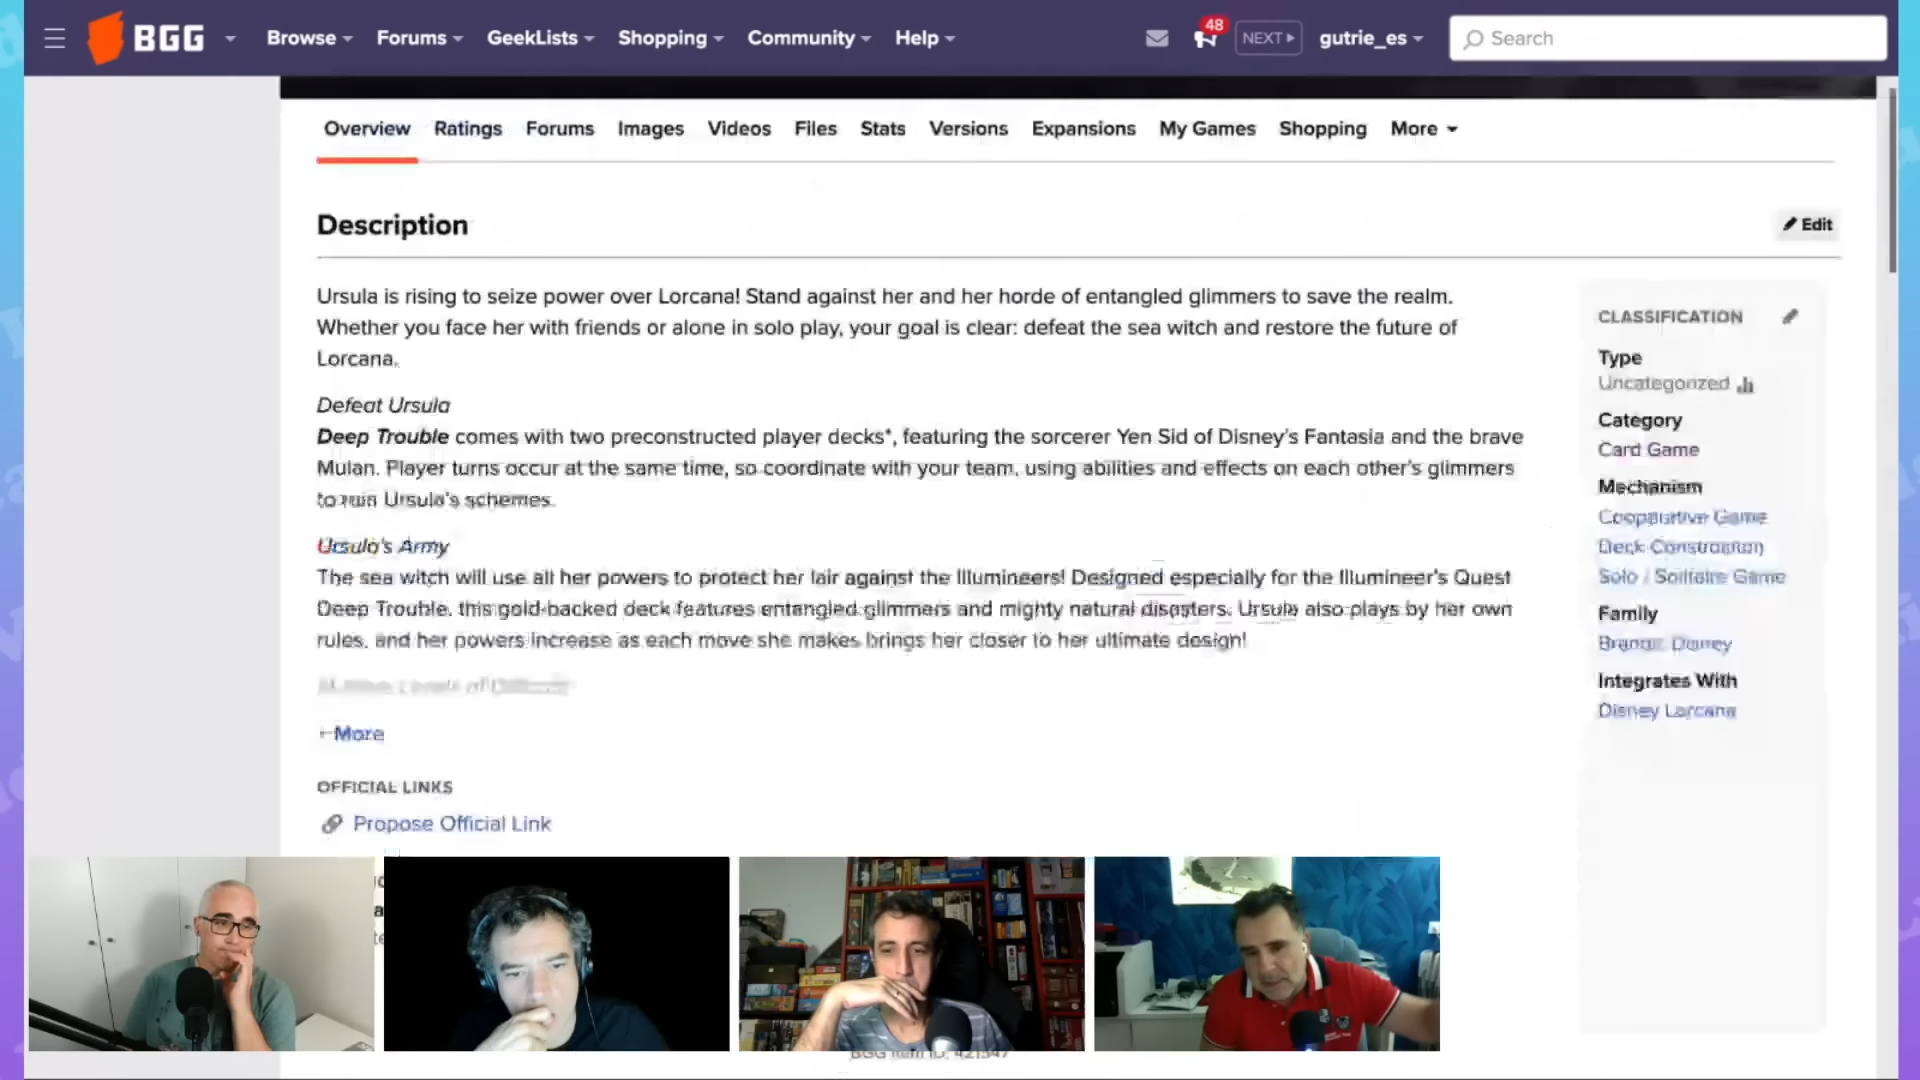 BGG Browse Forums GeekLists Shopping Community Help 48 NEXT gutrie_es Search
Overview Ratings Forums Images Videos Files Stats Versions Expansions My Games Shopping More
Description
Edit
Ursula is rising to seize power over Lorcana! Stand against her and her horde of entangled glimmers to save the realm.
Whether you face her with friends or alone in solo play, your goal is clear: defeat the sea witch and restore the future of
Lorcana.
Defeat Ursula
Deep Trouble comes with two preconstructed player decks*, featuring the sorcerer Yen Sid of Disney's Fantasia and the brave
Mulan. Player turns occur at the same time, so coordinate with your team, using abilities and effects on each other's glimmers
to ruin Ursula's schemes.
Ursula's Army
The sea witch will use all her powers to protect her lair against the Illumineers! Designed especially for the Illumineer's Quest
Deep Trouble, this gold-backed deck features entangled glimmers and mighty natural disasters. Ursula also plays by her own
rules, and her powers increase as each move she makes brings her closer to her ultimate design!
More
OFFICIAL LINKS
Propose Official Link
CLASSIFICATION
Type
Uncategorized
Category
Card Game
Mechanism
Cooperative Game
Deck Construction
Solo / Solitaire Game
Family
Brands: Disney
Integrates With
Disney Lorcana
BGG Item ID: 421547